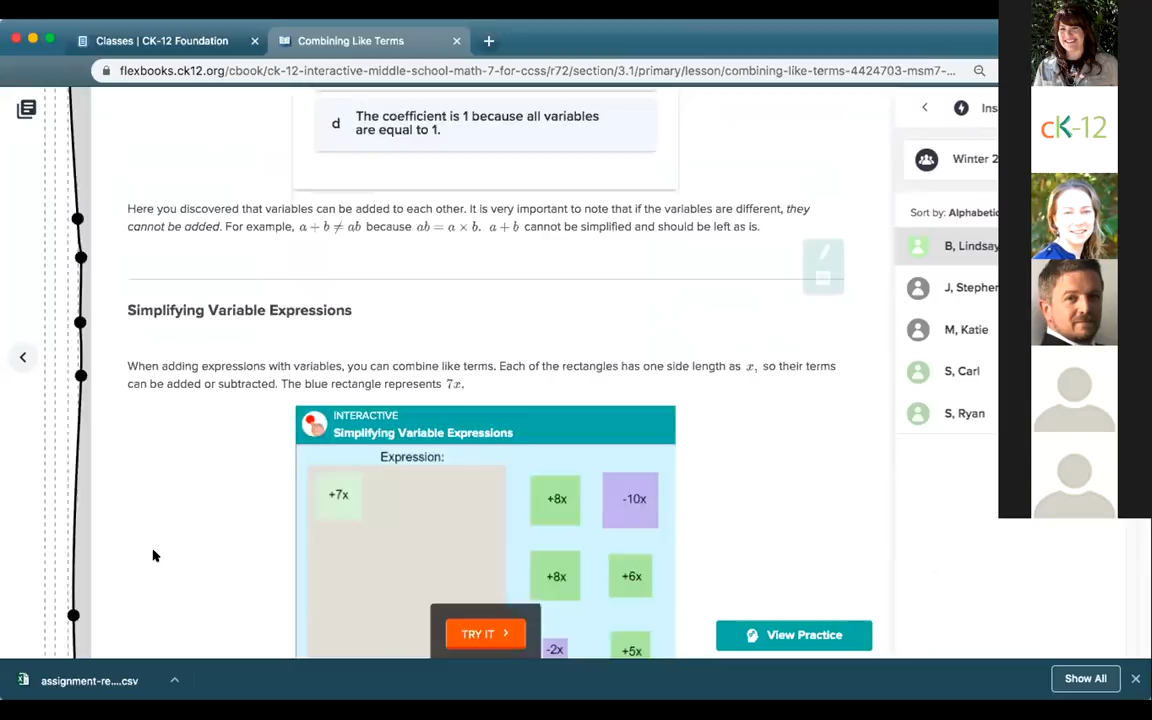 Classes | CK-12 Foundation
Combining Like Terms
flexbooks.ck12.org/cbook/ck-12-interactive-middle-school-math-7-for-ccss/r72/section/3.1/primary/lesson/combining-like-terms-4424703-msm7-...
d The coefficient is 1 because all variables
are equal to 1.
Here you discovered that variables can be added to each other. It is very important to note that if the variables are different, they
cannot be added. For example, a + b ≠ ab because ab = a × b. a + b cannot be simplified and should be left as is.
Simplifying Variable Expressions
When adding expressions with variables, you can combine like terms. Each of the rectangles has one side length as x, so their terms
can be added or subtracted. The blue rectangle represents 7x.
INTERACTIVE
Simplifying Variable Expressions
Expression:
+7x
+8x -10x
+8x +6x
-2x +5x
TRY IT
View Practice
Ins
Winter 2
Sort by: Alphabetic
B, Lindsay
J, Stephe
M, Katie
S, Carl
S, Ryan
cK-12
assignment-re....csv
Show All